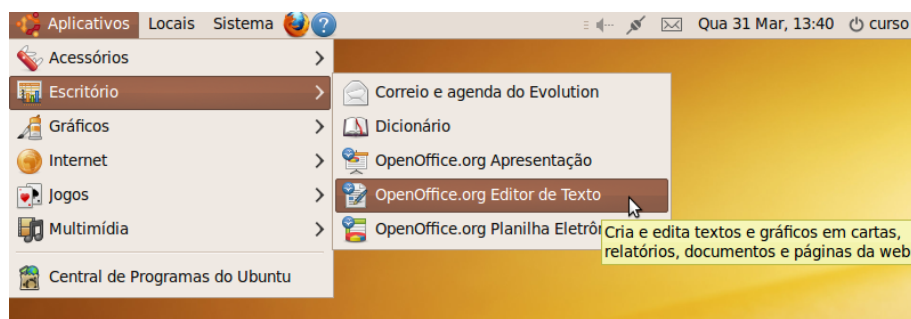 Aplicativos Locais Sistema ? Qua 31 Mar, 13:40 curso
Acessórios
Escritório
Gráficos
Internet
Jogos
Multimídia
Central de Programas do Ubuntu
Correio e agenda do Evolution
Dicionário
OpenOffice.org Apresentação
OpenOffice.org Editor de Texto
OpenOffice.org Planilha Eletrôn
Cria e edita textos e gráficos em cartas,
relatórios, documentos e páginas da web